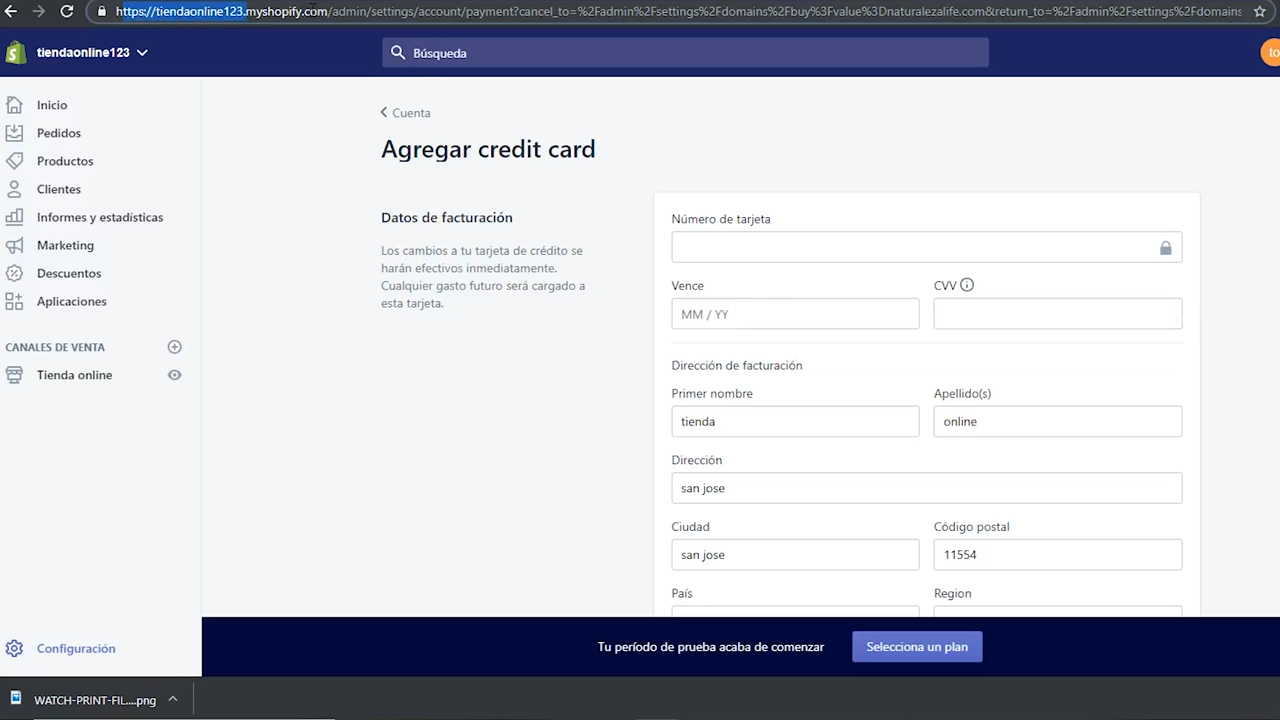 https://tiendaonline123.myshopify.com/admin/settings/account/payment?cancel_to=%2Fadmin%2Fsettings%2Fdomains%2Fbuy%3Fvalue%3Dnaturalezalife.com&return_to=%2Fadmin%2Fsettings%2Fdomains
tiendaonline123
Búsqueda
to
Inicio
Pedidos
Productos
Clientes
Informes y estadísticas
Marketing
Descuentos
Aplicaciones
CANALES DE VENTA
Tienda online
Configuración
Cuenta
Agregar credit card
Datos de facturación
Los cambios a tu tarjeta de crédito se
harán efectivos inmediatamente.
Cualquier gasto futuro será cargado a
esta tarjeta.
Número de tarjeta
Vence CVV
MM / YY
Dirección de facturación
Primer nombre Apellido(s)
tienda online
Dirección
san jose
Ciudad Código postal
san jose 11554
País Region
Tu período de prueba acaba de comenzar Selecciona un plan
WATCH-PRINT-FIL....png